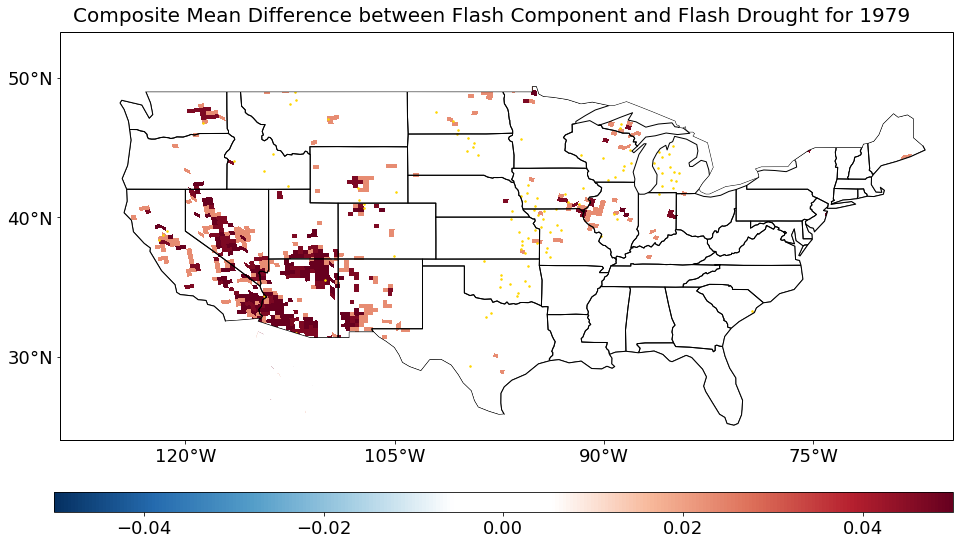 Composite Mean Difference between Flash Component and Flash Drought for 1979
50°N
40°N
30°N
120°W 105°W 90°W 75°W
−0.04 −0.02 0.00 0.02 0.04